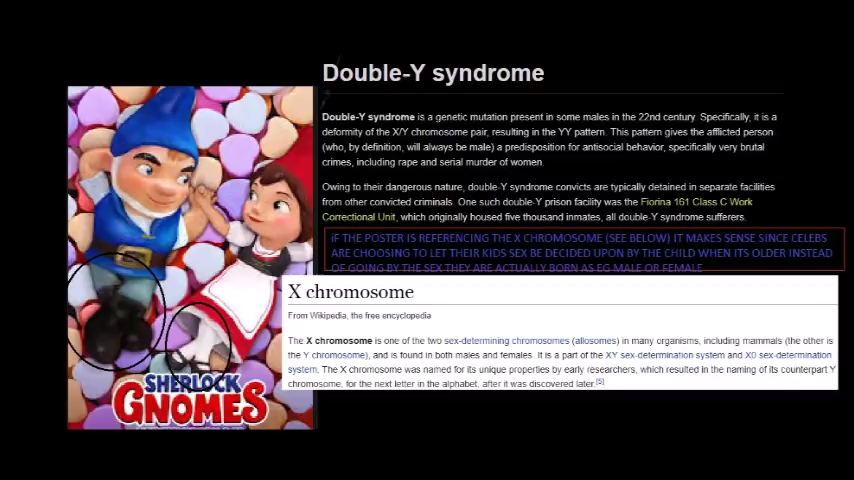 Double-Y syndrome
Double-Y syndrome is a genetic mutation present in some males in the 22nd century. Specifically, it is a
deformity of the X/Y chromosome pair, resulting in the YY pattern. This pattern gives the afflicted person
(who, by definition, will always be male) a predisposition for antisocial behavior, specifically very brutal
crimes, including rape and serial murder of women.
Owing to their dangerous nature, double-Y syndrome convicts are typically detained in separate facilities
from other convicted criminals. One such double-Y prison facility was the Fiorina 161 Class C Work
Correctional Unit, which originally housed five thousand inmates, all double-Y syndrome sufferers.
IF THE POSTER IS REFERENCING THE X CHROMOSOME (SEE BELOW) IT MAKES SENSE SINCE CELEBS
ARE CHOOSING TO LET THEIR KIDS SEX BE DECIDED UPON BY THE CHILD WHEN ITS OLDER INSTEAD
OF GOING BY THE SEX THEY ARE ACTUALLY BORN AS EG MALE OR FEMALE
X chromosome
From Wikipedia, the free encyclopedia
The X chromosome is one of the two sex-determining chromosomes (allosomes) in many organisms, including mammals (the other is
the Y chromosome), and is found in both males and females. It is a part of the XY sex-determination system and X0 sex-determination
system. The X chromosome was named for its unique properties by early researchers, which resulted in the naming of its counterpart Y
chromosome, for the next letter in the alphabet, after it was discovered later.[5]
SHERLOCK
GNOMES